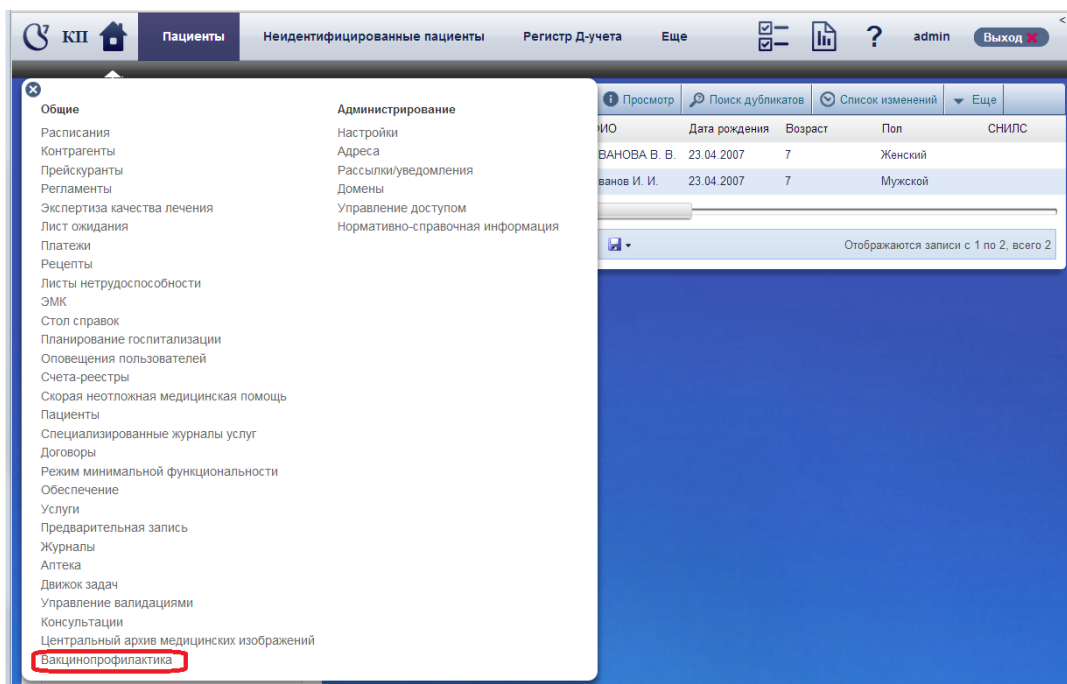 КП Пациенты Неидентифицированные пациенты Регистр Д-учета Еще ? admin Выход
Просмотр Поиск дубликатов Список изменений Еще
ФИО Дата рождения Возраст Пол СНИЛС
ВАНОВА В. В. 23.04.2007 7 Женский
ванов И. И. 23.04.2007 7 Мужской
Отображаются записи с 1 по 2, всего 2
Общие
Расписания
Контрагенты
Прейскуранты
Регламенты
Экспертиза качества лечения
Лист ожидания
Платежи
Рецепты
Листы нетрудоспособности
ЭМК
Стол справок
Планирование госпитализации
Оповещения пользователей
Счета-реестры
Скорая неотложная медицинская помощь
Пациенты
Специализированные журналы услуг
Договоры
Режим минимальной функциональности
Обеспечение
Услуги
Предварительная запись
Журналы
Аптека
Движок задач
Управление валидациями
Консультации
Центральный архив медицинских изображений
Вакцинопрофилактика
Администрирование
Настройки
Адреса
Рассылки/уведомления
Домены
Управление доступом
Нормативно-справочная информация